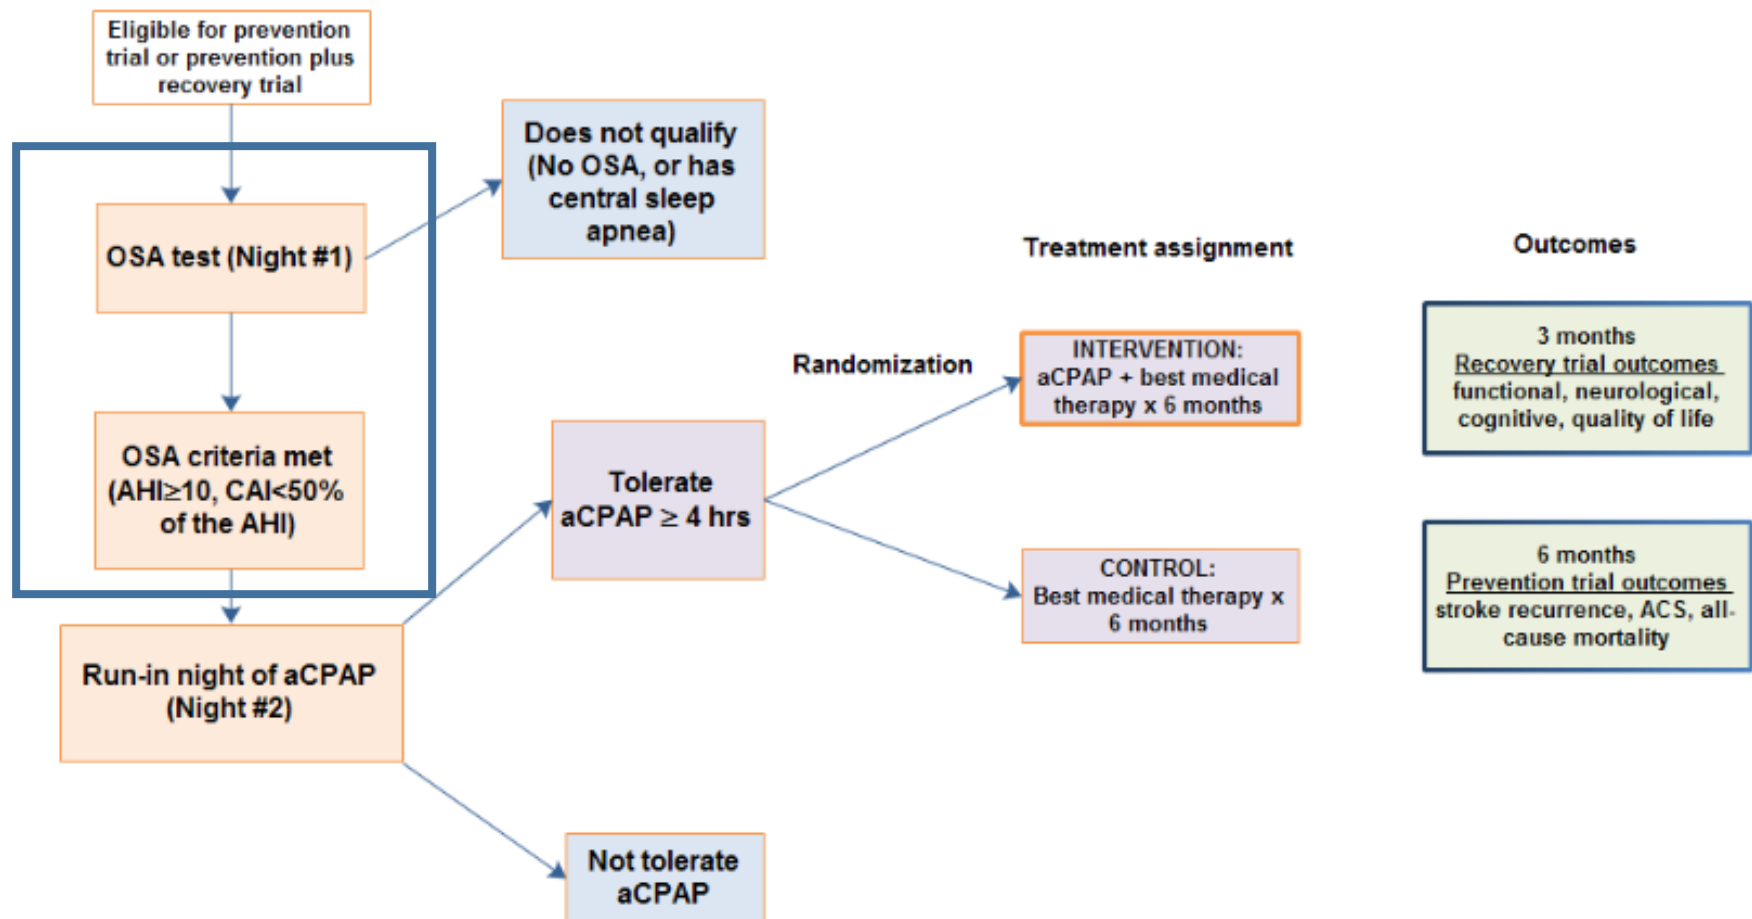 Eligible for prevention
trial or prevention plus
recovery trial
Does not qualify
(No OSA, or has
central sleep
apnea)
OSA test (Night #1)
OSA criteria met
(AHI≥10, CAI<50%
of the AHI)
Run-in night of aCPAP
(Night #2)
Tolerate
aCPAP ≥ 4 hrs
Not tolerate
aCPAP
Randomization
Treatment assignment
INTERVENTION:
aCPAP + best medical
therapy x 6 months
CONTROL:
Best medical therapy x
6 months
Outcomes
3 months
Recovery trial outcomes
functional, neurological,
cognitive, quality of life
6 months
Prevention trial outcomes
stroke recurrence, ACS, all-
cause mortality